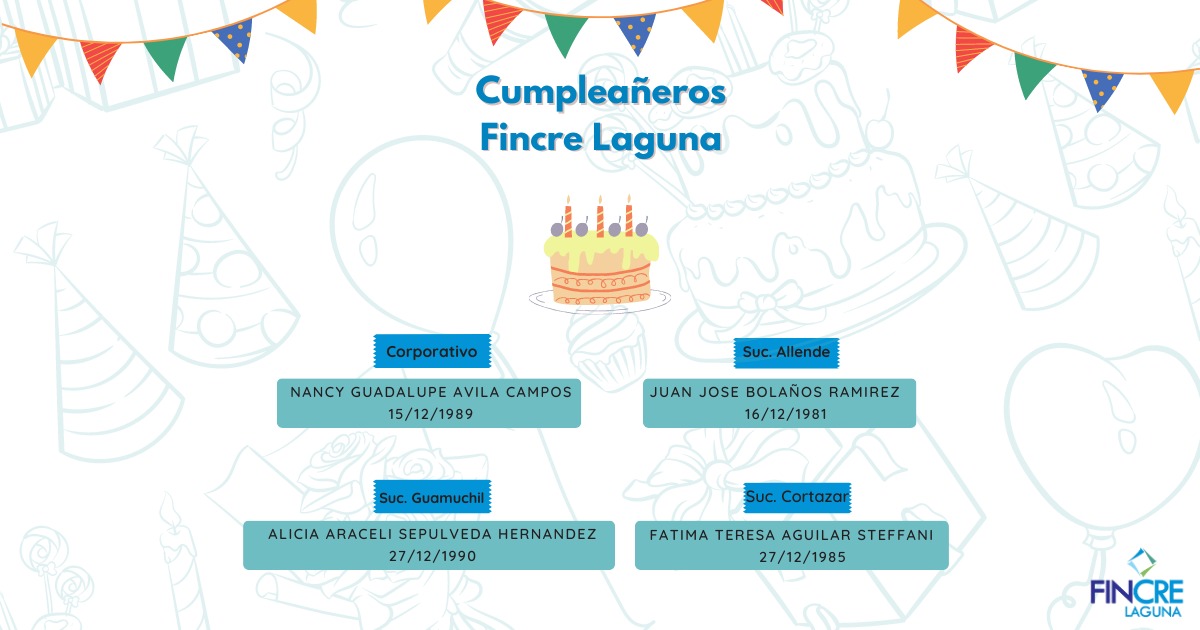 Cumpleañeros
Fincre Laguna
Corporativo
NANCY GUADALUPE AVILA CAMPOS
15/12/1989
Suc. Allende
JUAN JOSE BOLAÑOS RAMIREZ
16/12/1981
Suc. Guamuchil
ALICIA ARACELI SEPULVEDA HERNANDEZ
27/12/1990
Suc. Cortazar
FATIMA TERESA AGUILAR STEFFANI
27/12/1985
FINCRE
LAGUNA